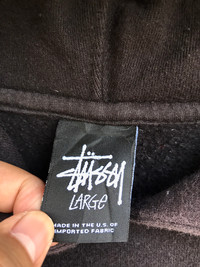 STÜSSY
LARGE
MADE IN THE U.S. OF
IMPORTED FABRIC